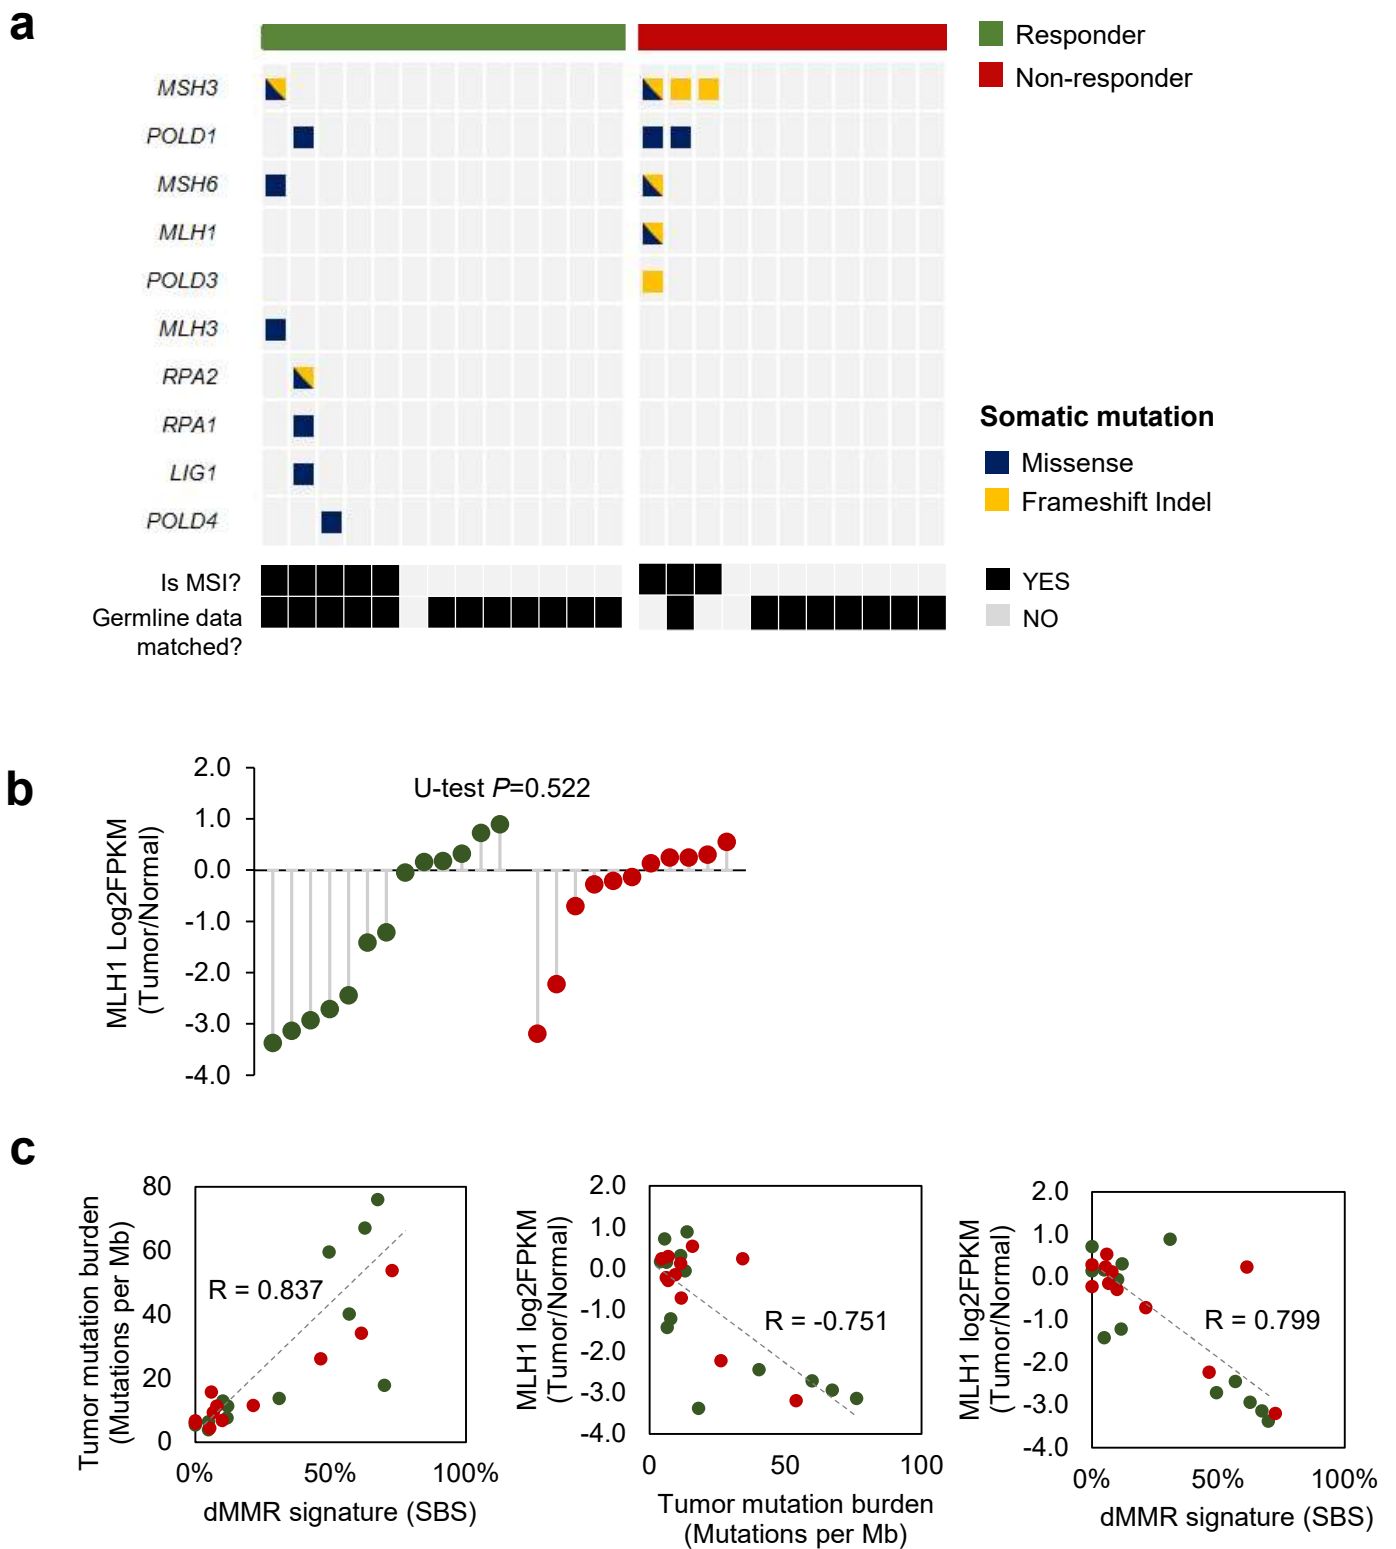 a
Responder
Non-responder
MSH3
POLD1
MSH6
MLH1
POLD3
MLH3
RPA2
RPA1
LIG1
POLD4
Somatic mutation
Missense
Frameshift Indel
Is MSI?
Germline data
matched?
YES
NO
b
MLH1 Log2FPKM
(Tumor/Normal)
2.0
1.0
0.0
-1.0
-2.0
-3.0
-4.0
U-test P=0.522
c
Tumor mutation burden
(Mutations per Mb)
80
60
40
20
0
R = 0.837
0%
50%
100%
dMMR signature (SBS)
MLH1 log2FPKM
(Tumor/Normal)
2.0
1.0
0.0
-1.0
-2.0
-3.0
-4.0
R = -0.751
0
50
100
Tumor mutation burden
(Mutations per Mb)
MLH1 log2FPKM
(Tumor/Normal)
2.0
1.0
0.0
-1.0
-2.0
-3.0
-4.0
R = 0.799
0%
50%
100%
dMMR signature (SBS)